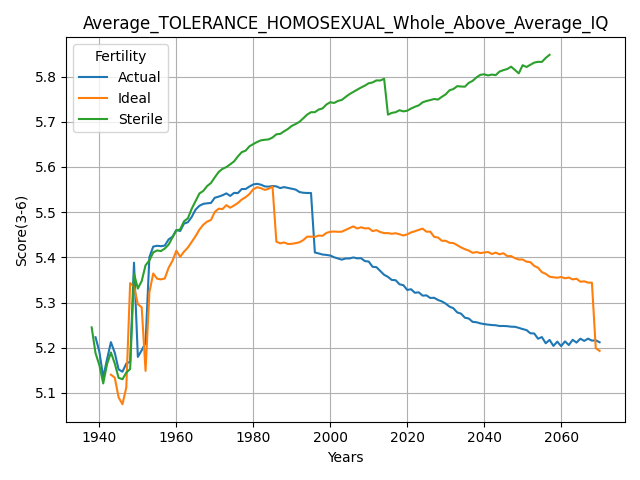 Average_TOLERANCE_HOMOSEXUAL_Whole_Above_Average_IQ
Fertility
Actual
Ideal
Sterile
Score(3-6)
5.8
5.7
5.6
5.5
5.4
5.3
5.2
5.1
1940 1960 1980 2000 2020 2040 2060
Years